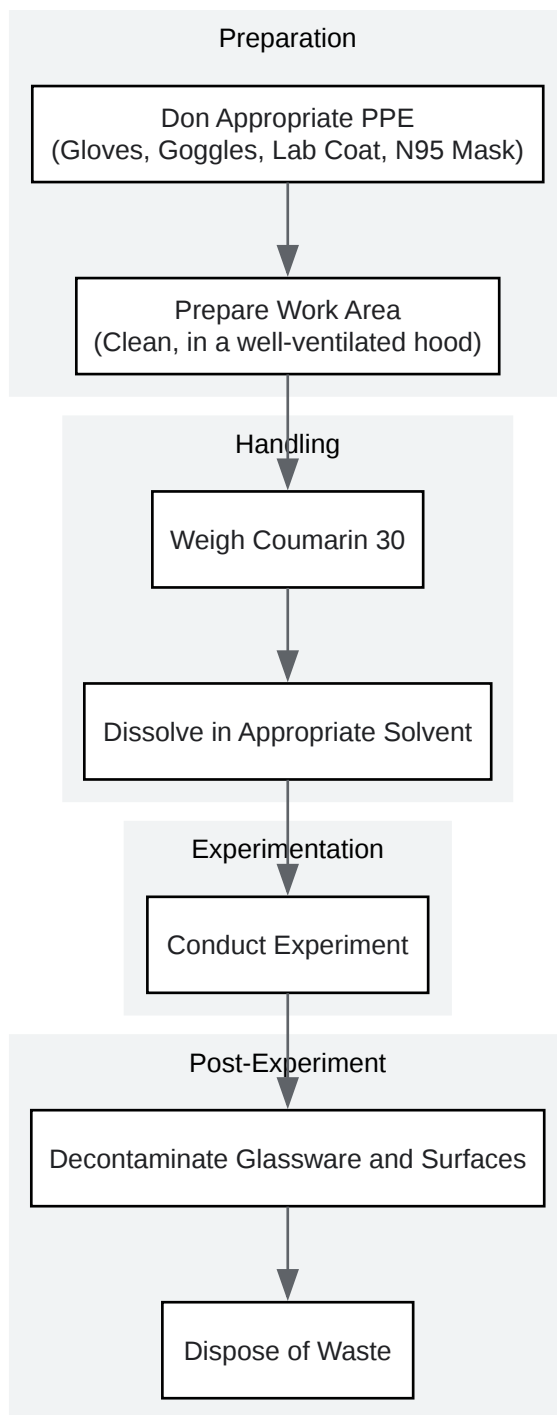 Preparation
Don Appropriate PPE
(Gloves, Goggles, Lab Coat, N95 Mask)
Prepare Work Area
(Clean, in a well-ventilated hood)
Handling
Weigh Coumarin 30
Dissolve in Appropriate Solvent
Experimentation
Conduct Experiment
Post-Experiment
Decontaminate Glassware and Surfaces
Dispose of Waste